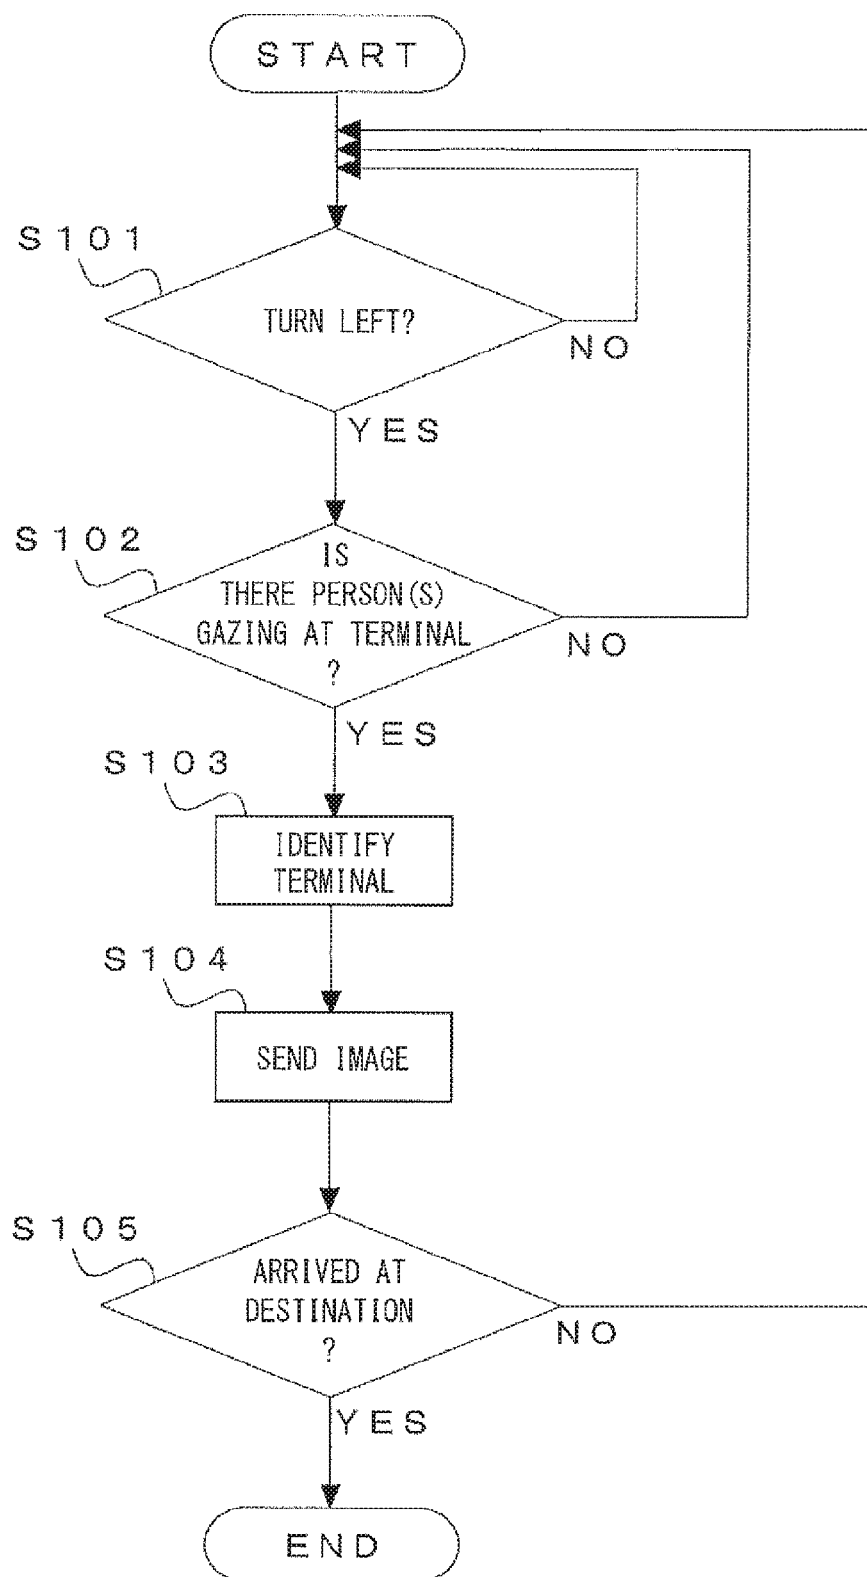 START
S101
TURN LEFT?
NO
YES
S102
IS
THERE PERSON(S)
GAZING AT TERMINAL
?
NO
YES
S103
IDENTIFY
TERMINAL
S104
SEND IMAGE
S105
ARRIVED AT
DESTINATION
?
NO
YES
END